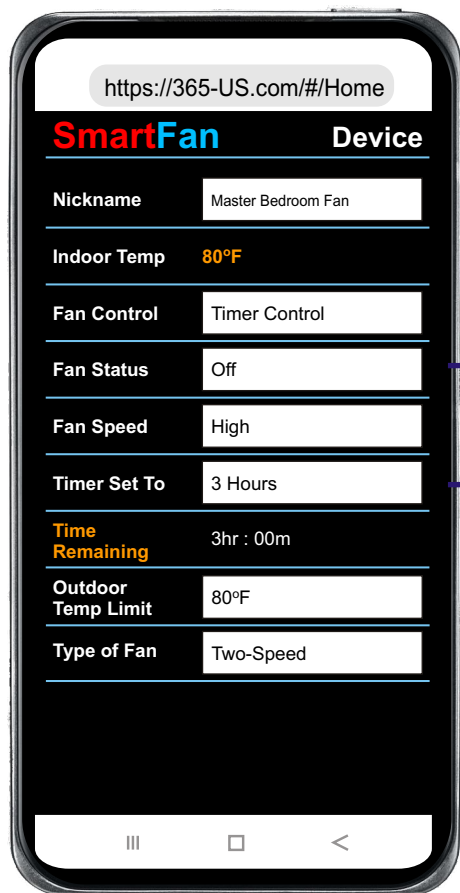 https://365-US.com/#/Home
SmartFan Device
Nickname Master Bedroom Fan
Indoor Temp 80°F
Fan Control Timer Control
Fan Status Off
Fan Speed High
Timer Set To 3 Hours
Time
Remaining 3hr : 00m
Outdoor
Temp Limit 80°F
Type of Fan Two-Speed